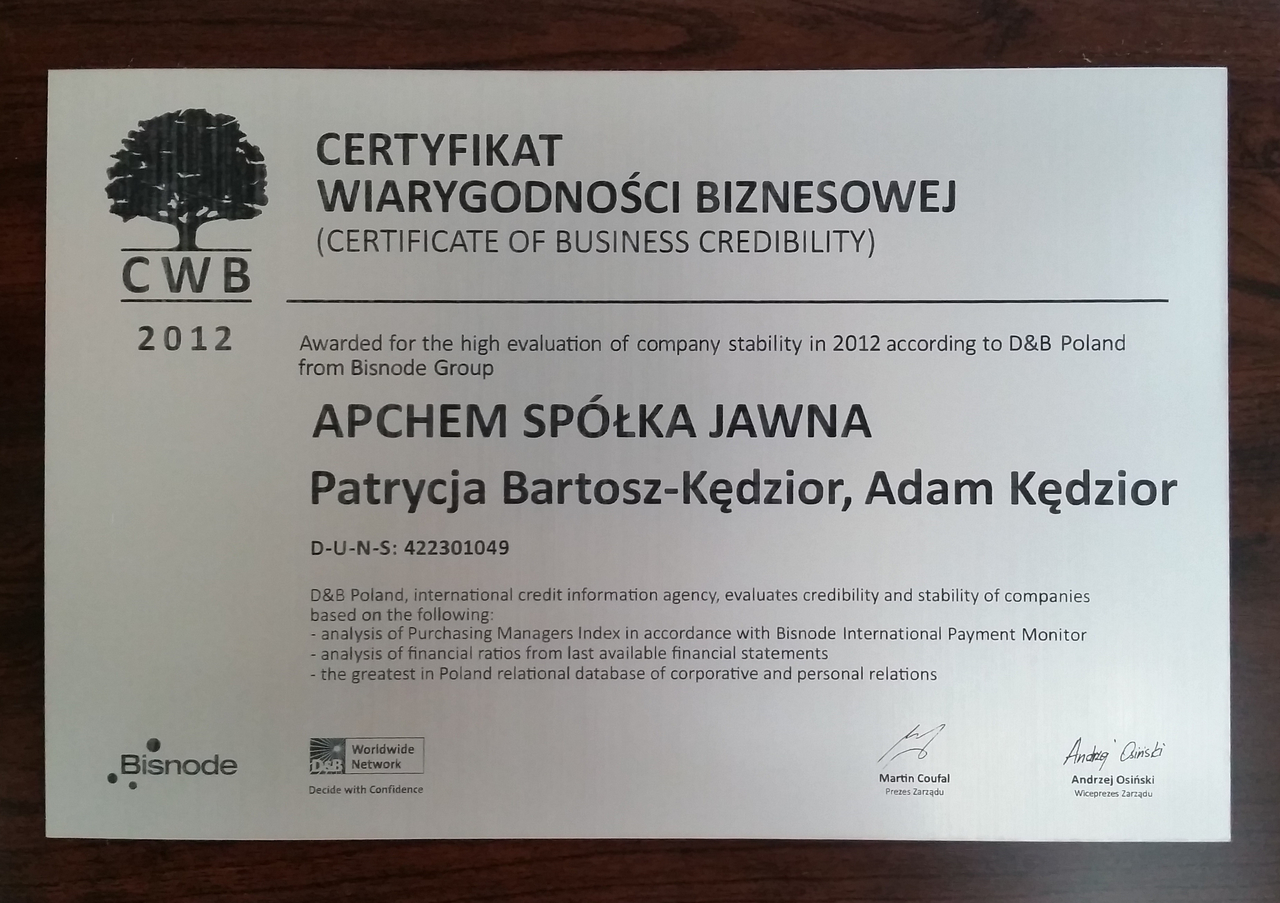 CERTYFIKAT
WIARYGODNOŚCI BIZNESOWEJ
(CERTIFICATE OF BUSINESS CREDIBILITY)
CWB
2012
Awarded for the high evaluation of company stability in 2012 according to D&B Poland
from Bisnode Group
APCHEM SPÓŁKA JAWNA
Patrycja Bartosz-Kędzior, Adam Kędzior
D-U-N-S: 422301049
D&B Poland, international credit information agency, evaluates credibility and stability of companies
based on the following:
- analysis of Purchasing Managers Index in accordance with Bisnode International Payment Monitor
- analysis of financial ratios from last available financial statements
- the greatest in Poland relational database of corporative and personal relations
Bisnode
D&B
Worldwide
Network
Decide with Confidence
Martin Coufal
Prezes Zarządu
Andrzej Osiński
Andrzej Osiński
Wiceprezes Zarządu